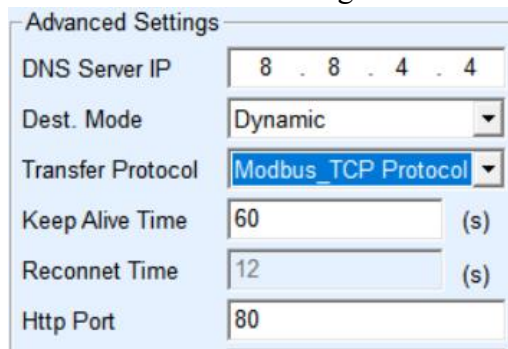 Advanced Settings
DNS Server IP 8 . 8 . 4 . 4
Dest. Mode Dynamic
Transfer Protocol Modbus_TCP Protocol
Keep Alive Time 60 (s)
Reconnet Time 12 (s)
Http Port 80